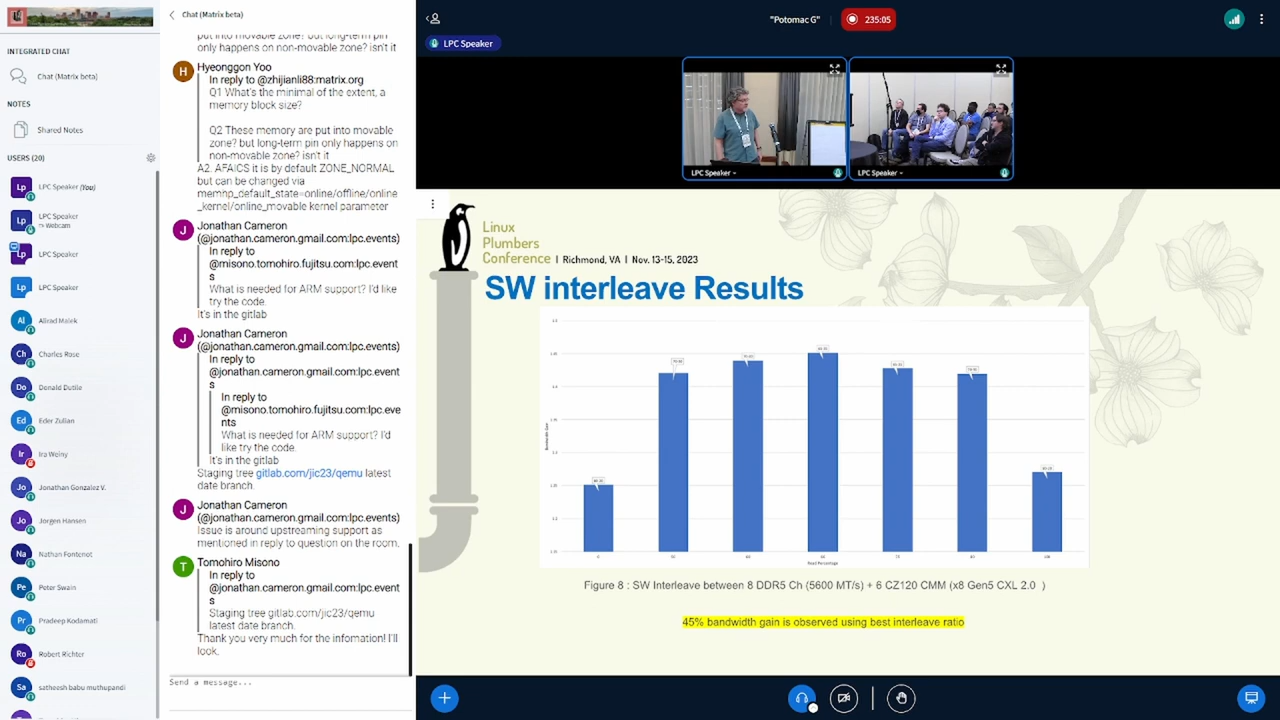 INTEGRATED CHAT
Chat (Matrix beta)
NOTES
Shared Notes
USERS (20)
LPC Speaker (You)
LPC Speaker
Webcam
LPC Speaker
LPC Speaker
Alirad Malek
Charles Rose
Donald Dutile
Eder Zulian
Ira Weiny
Jonathan Gonzalez V.
Jorgen Hansen
Nathan Fontenot
Peter Swain
Pradeep Kodamati
Robert Richter
satheesh babu muthupandi
Chat (Matrix beta)
put into movable zone? but long-term pin
only happens on non-movable zone? isn't it
Hyeonggon Yoo
In reply to @zhijianli88:matrix.org
Q1 What's the minimal of the extent, a
memory block size?
Q2 These memory are put into movable
zone? but long-term pin only happens on
non-movable zone? isn't it
A2. AFAICS it is by default ZONE_NORMAL
but can be changed via
memhp_default_state=online/offline/online
_kernel/online_movable kernel parameter
Jonathan Cameron
(@jonathan.cameron.gmail.com:lpc.events)
In reply to
@misono.tomohiro.fujitsu.com:lpc.event
s
What is needed for ARM support? I'd like
try the code.
It's in the gitlab
Jonathan Cameron
(@jonathan.cameron.gmail.com:lpc.events)
In reply to
@jonathan.cameron.gmail.com:lpc.event
s
In reply to
@misono.tomohiro.fujitsu.com:lpc.eve
nts
What is needed for ARM support? I'd
like try the code.
It's in the gitlab
Staging tree gitlab.com/jic23/qemu latest
date branch.
Jonathan Cameron
(@jonathan.cameron.gmail.com:lpc.events)
Issue is around upstreaming support as
mentioned in reply to question on the room.
Tomohiro Misono
In reply to
@jonathan.cameron.gmail.com:lpc.event
s
Staging tree gitlab.com/jic23/qemu
latest date branch.
Thank you very much for the infomation! I'll
look.
Send a message...
"Potomac G"
235:05
LPC Speaker
LPC Speaker
LPC Speaker
Linux
Plumbers
Conference | Richmond, VA | Nov. 13-15, 2023
SW interleave Results
Bandwidth Gain
Read Percentage
Figure 8 : SW Interleave between 8 DDR5 Ch (5600 MT/s) + 6 CZ120 CMM (x8 Gen5 CXL 2.0 )
45% bandwidth gain is observed using best interleave ratio